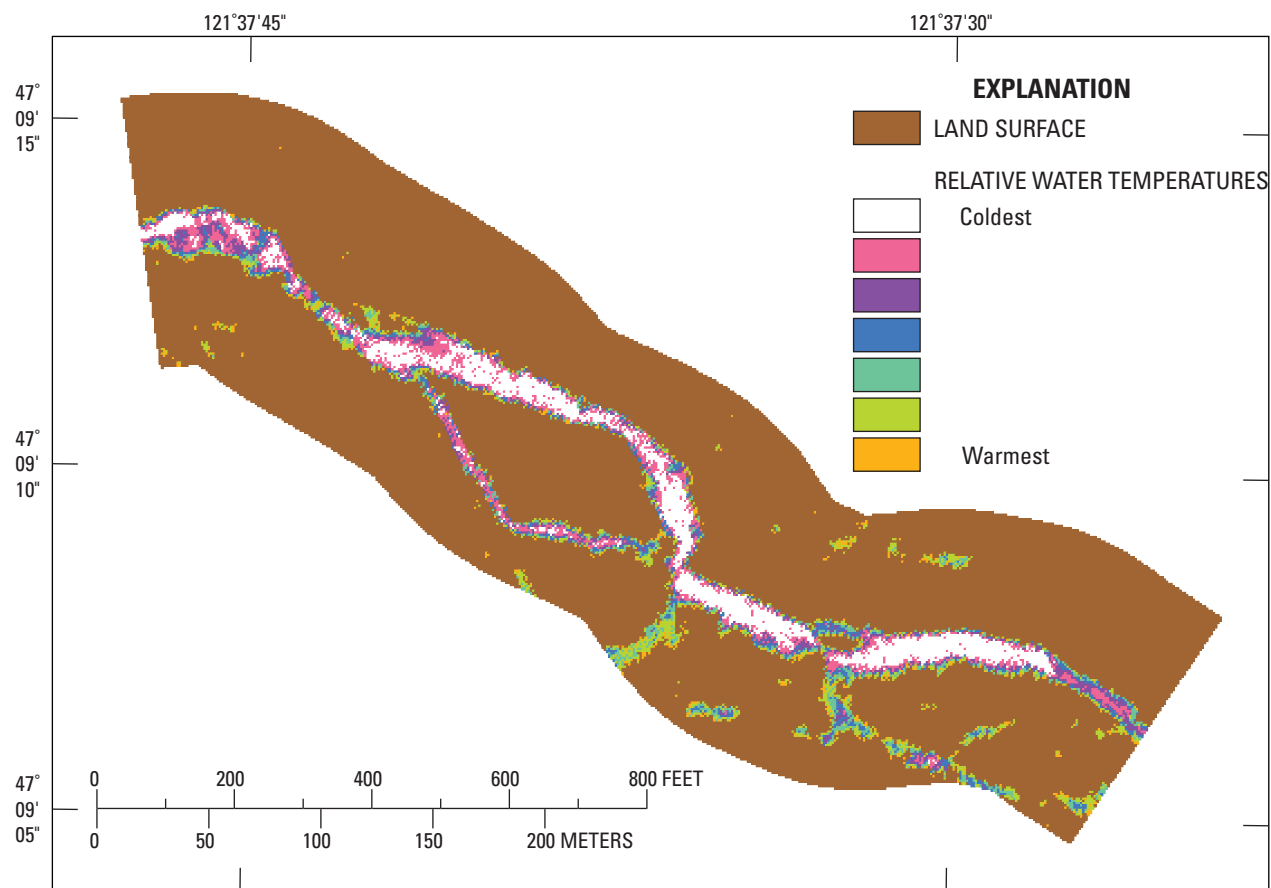 121°37'45"
121°37'30"
47°
09'
15"
EXPLANATION
LAND SURFACE
RELATIVE WATER TEMPERATURES
Coldest
47°
09'
10"
Warmest
47°
09'
05"
0 200 400 600 800 FEET
0 50 100 150 200 METERS